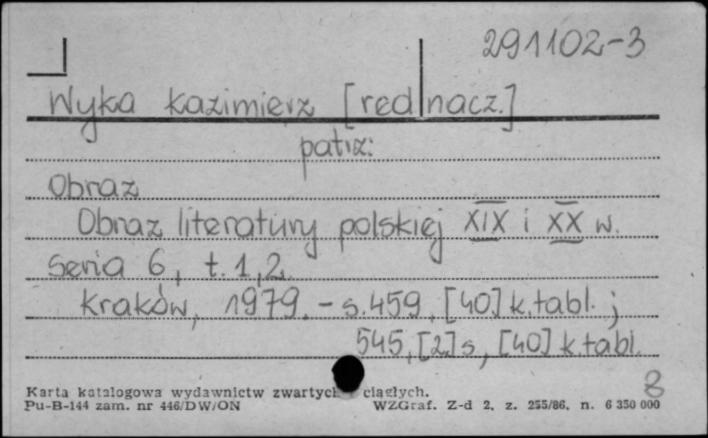 291102-3
Wyka Kazimierz [red nacz.]
patrz:
Obraz
Obraz literatury polskiej XIX i XX w.
Seria 6, t. 1, 2.
Kraków, 1979. - s. 459, [40] k. tabl. ;
545, [2] s, [40] k. tabl.
8
Karta katalogowa wydawnictw zwartych ciągłych.
Pu-B-144 zam. nr 446/DW/ON WZGraf. Z-d 2, z. 255/86, n. 6 350 000